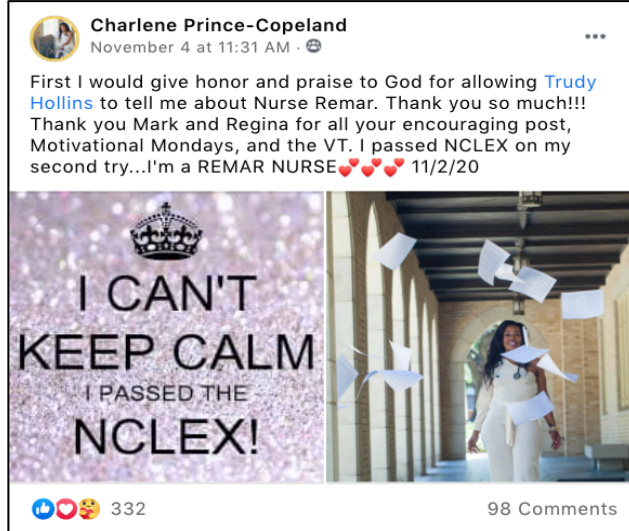 Charlene Prince-Copeland
November 4 at 11:31 AM ·
First I would give honor and praise to God for allowing Trudy
Hollins to tell me about Nurse Remar. Thank you so much!!!
Thank you Mark and Regina for all your encouraging post,
Motivational Mondays, and the VT. I passed NCLEX on my
second try...I'm a REMAR NURSE💕💕💕 11/2/20
I CAN'T
KEEP CALM
I PASSED THE
NCLEX!
332
98 Comments